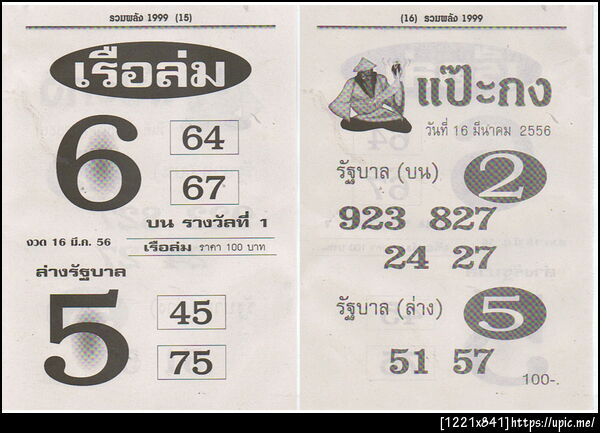 รวมพลัง 1999 (15)
เรือล่ม
6
64
67
บน รางวัลที่ 1
งวด 16 มี.ค. 56
เรือล่ม ราคา 100 บาท
ล่างรัฐบาล
5
45
75
(16) รวมพลัง 1999
แป๊ะกง
วันที่ 16 มีนาคม 2556
รัฐบาล (บน)
2
923 827
24 27
รัฐบาล (ล่าง)
5
51 57
100-.
[1221x841]https://upic.me/